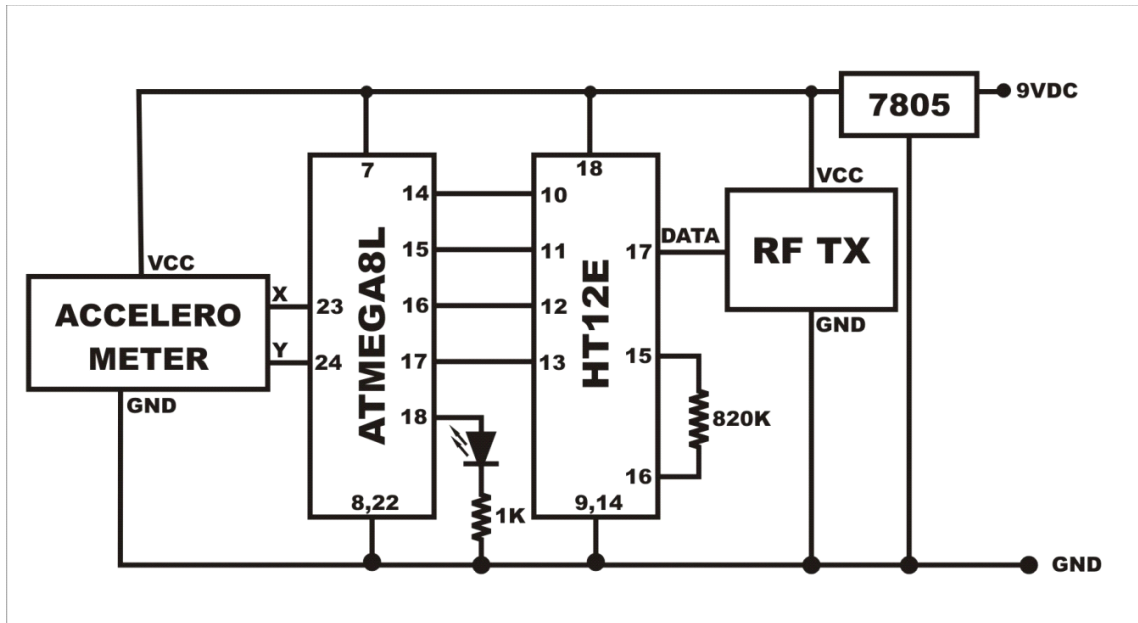 7805
9VDC
7
18
VCC
14
10
RF TX
DATA
17
15
11
VCC
ACCELERO
METER
X
23
16
12
GND
Y
24
17
13
15
ATMEGA8L
HT12E
GND
18
820K
16
8,22
1K
9,14
GND